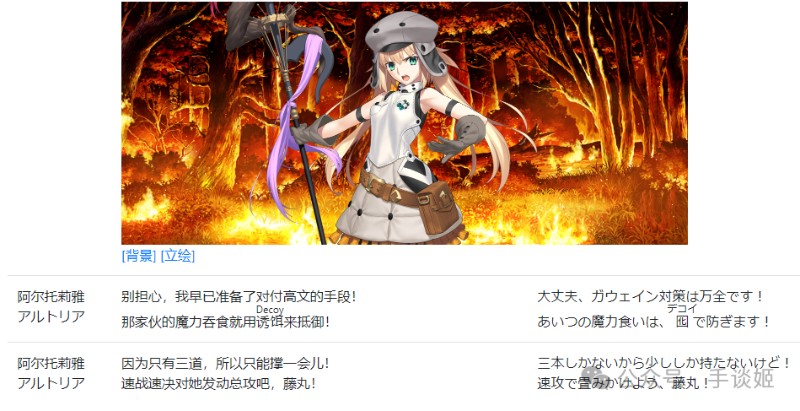 [背景] [立绘]
阿尔托莉雅
アルトリア
别担心，我早已准备了对付高文的手段！
Decoy
那家伙的魔力吞食就用诱饵来抵御！
大丈夫、ガウェイン対策は万全です！
デコイ
あいつの魔力食いは、囮で防ぎます！
阿尔托莉雅
アルトリア
因为只有三道，所以只能撑一会儿！
速战速决对她发动总攻吧，藤丸！
三本しかないから少ししか持たないけど！
速攻で畳みかけよう、藤丸！
公众号 手谈姬